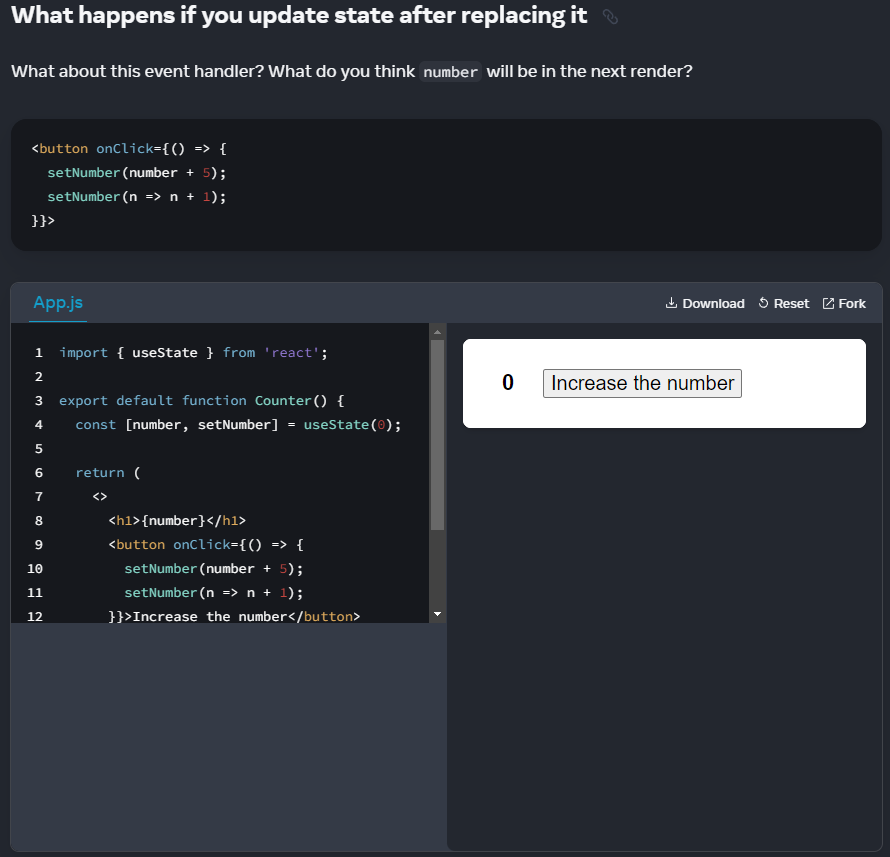 What happens if you update state after replacing it
What about this event handler? What do you think number will be in the next render?
<button onClick={() => {
  setNumber(number + 5);
  setNumber(n => n + 1);
}}>
App.js
Download Reset Fork
1 import { useState } from 'react';
2
3 export default function Counter() {
4   const [number, setNumber] = useState(0);
5
6   return (
7     <>
8       <h1>{number}</h1>
9       <button onClick={() => {
10         setNumber(number + 5);
11         setNumber(n => n + 1);
12       }}>Increase the number</button>
0 Increase the number